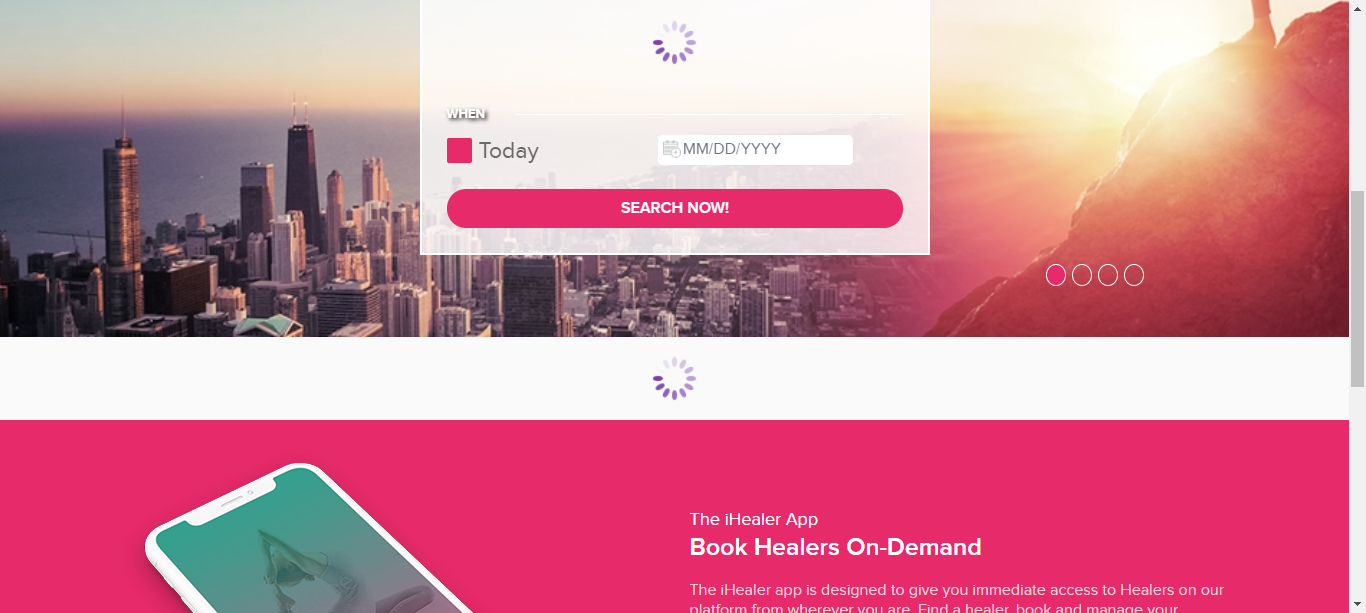 WHEN
Today
MM/DD/YYYY
SEARCH NOW!
The iHealer App
Book Healers On-Demand
The iHealer app is designed to give you immediate access to Healers on our
platform from wherever you are. Find a healer, book and manage your